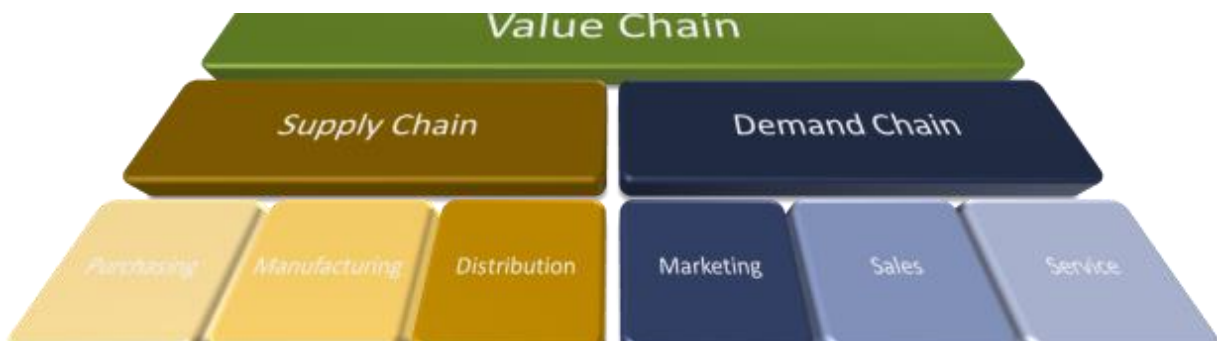 Value Chain
Supply Chain
Demand Chain
Purchasing
Manufacturing
Distribution
Marketing
Sales
Service